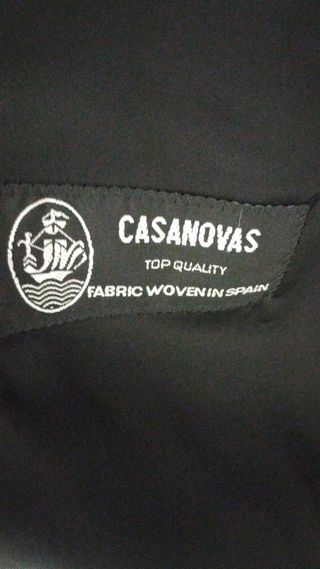 CASANOVAS
TOP QUALITY
FABRIC WOVEN IN SPAIN